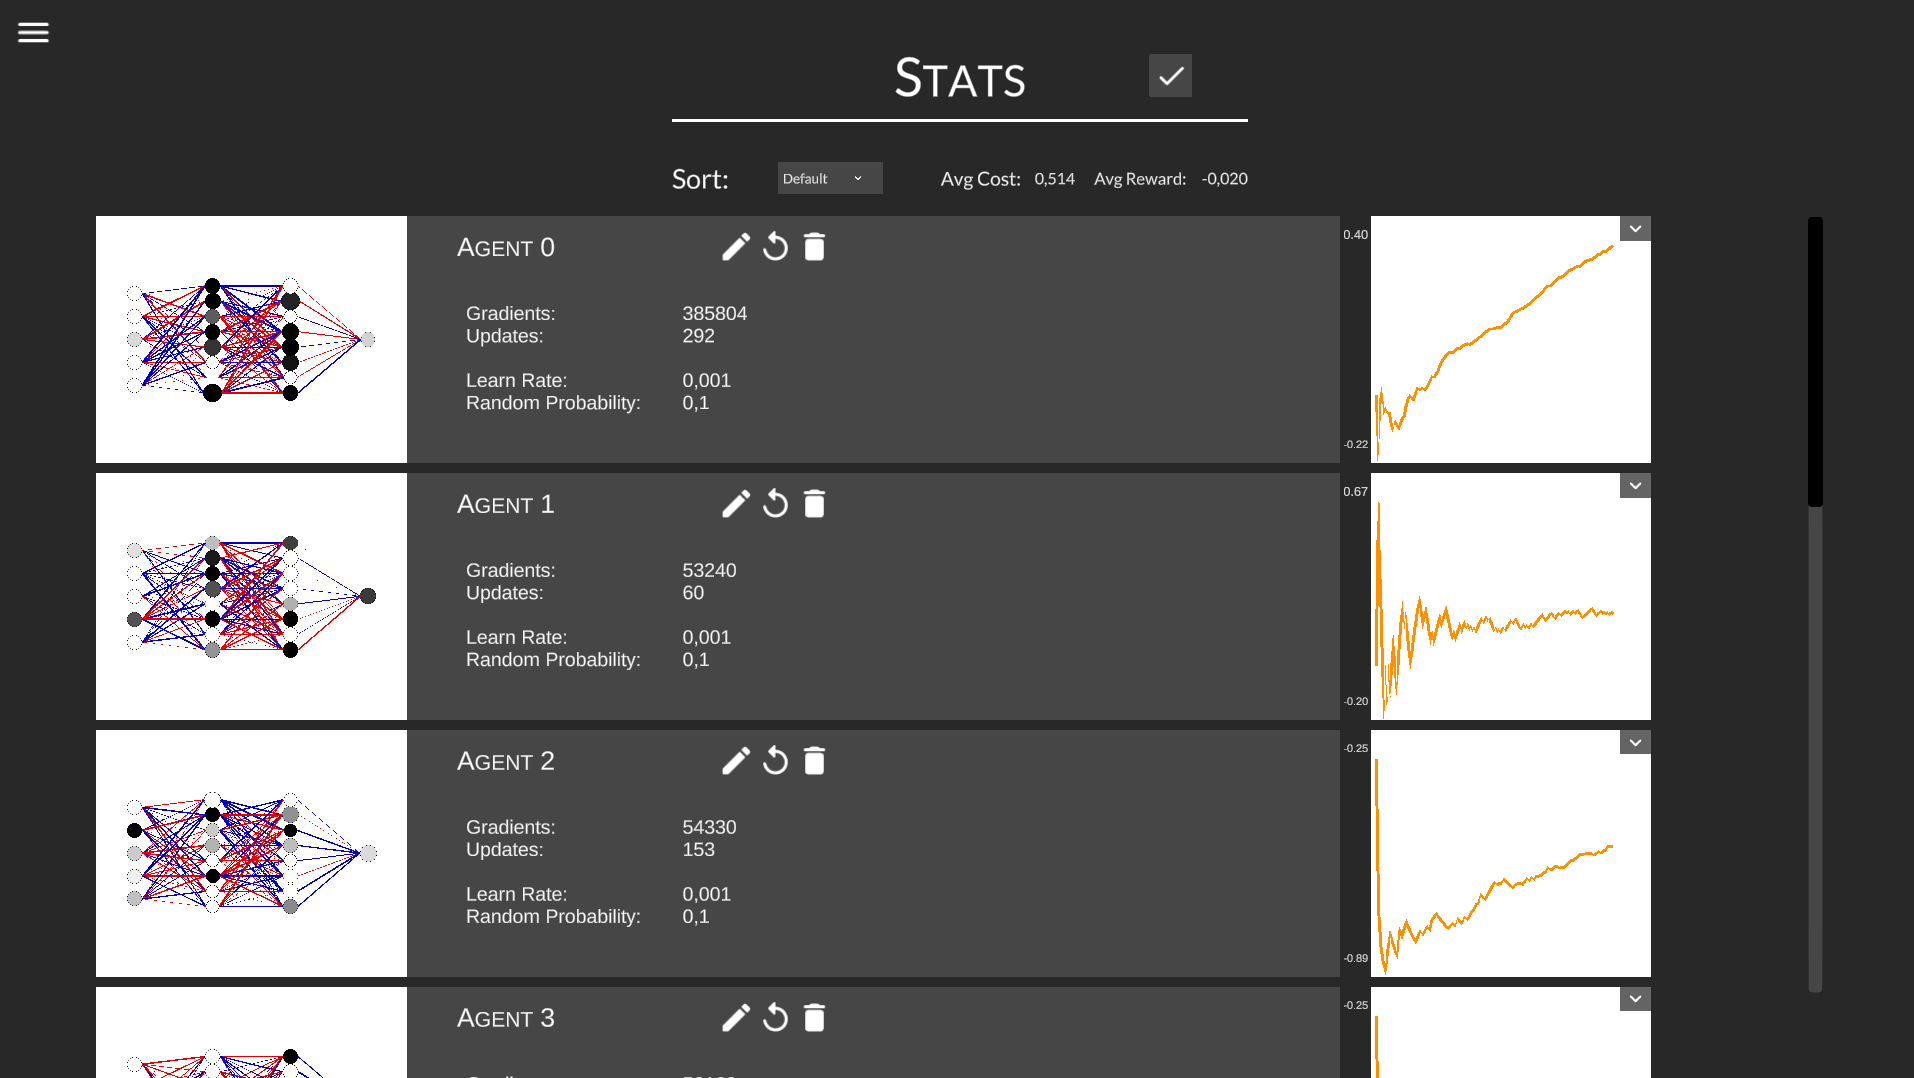 STATS
Sort: Default Avg Cost: 0,514 Avg Reward: -0,020
AGENT 0
Gradients: 385804
Updates: 292
Learn Rate: 0,001
Random Probability: 0,1
0.40
-0.22
AGENT 1
Gradients: 53240
Updates: 60
Learn Rate: 0,001
Random Probability: 0,1
0.67
-0.20
AGENT 2
Gradients: 54330
Updates: 153
Learn Rate: 0,001
Random Probability: 0,1
-0.25
-0.89
AGENT 3
-0.25